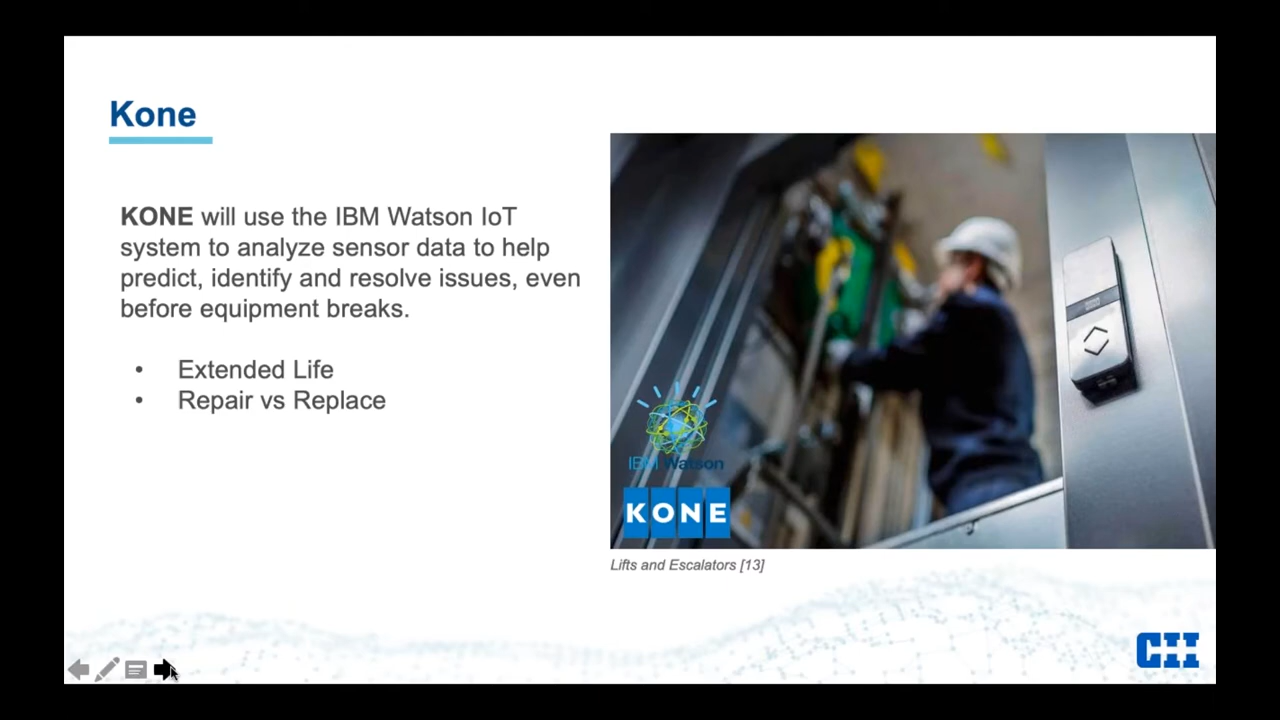 Kone
KONE will use the IBM Watson IoT
system to analyze sensor data to help
predict, identify and resolve issues, even
before equipment breaks.
• Extended Life
• Repair vs Replace
IBM Watson
KONE
Lifts and Escalators [13]
CII